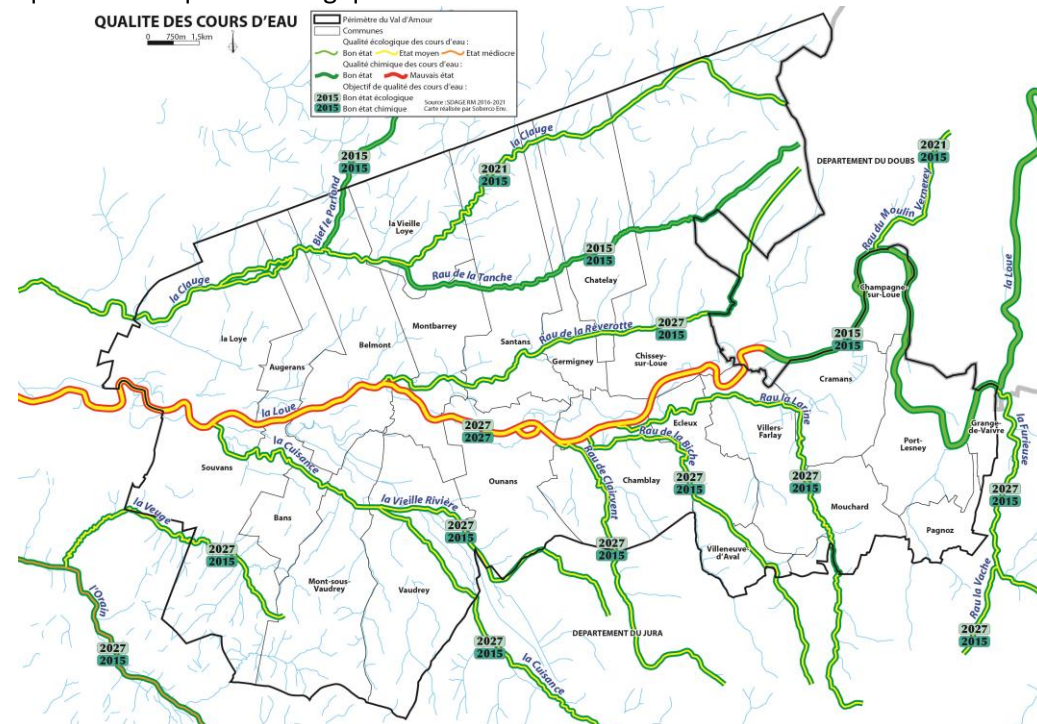 QUALITE DES COURS D'EAU
0 750m 1,5km
Périmètre du Val d'Amour
Communes
Qualité écologique des cours d'eau :
Bon état Etat moyen Etat médiocre
Qualité chimique des cours d'eau :
Bon état Mauvais état
Objectif de qualité des cours d'eau :
2015 Bon état écologique
2015 Bon état chimique
Source : SDAGE RM 2016-2021
Carte réalisée par Soberco Env.
la Clauge
2015
2015
2021
2015
DEPARTEMENT DU DOUBS
2021
2015
Bief le Parfond
la Vieille
Loye
Rau du Moulin Vernerey
la Loue
2015
2015
Rau de la Tanche
Chatelay
la Clauge
Champagne-
sur-Loue
Montbarrey
Santans
Rau de la Réverotte
2027
2015
2015
2015
la Loye
Belmont
Germigney
Chissey-
sur-Loue
Augerans
Cramans
la Loue
Rau la Larine
2027
2027
Ecleux
Villers-
Farlay
Grange-
de-Vaivre
la Furieuse
Port-
Lesney
la Cuisance
Rau de la Biche
Souvans
Ounans
Rau de Clairvent
Chamblay
2027
2015
2027
2015
2027
2015
la Vieille Rivière
la Veuge
Mouchard
Bans
2027
2015
Pagnoz
2027
2015
2027
2015
Villeneuve-
d'Aval
Mont-sous-
Vaudrey
Vaudrey
l'Orain
Rau la Vache
DEPARTEMENT DU JURA
2027
2015
2027
2015
2027
2015
la Cuisance